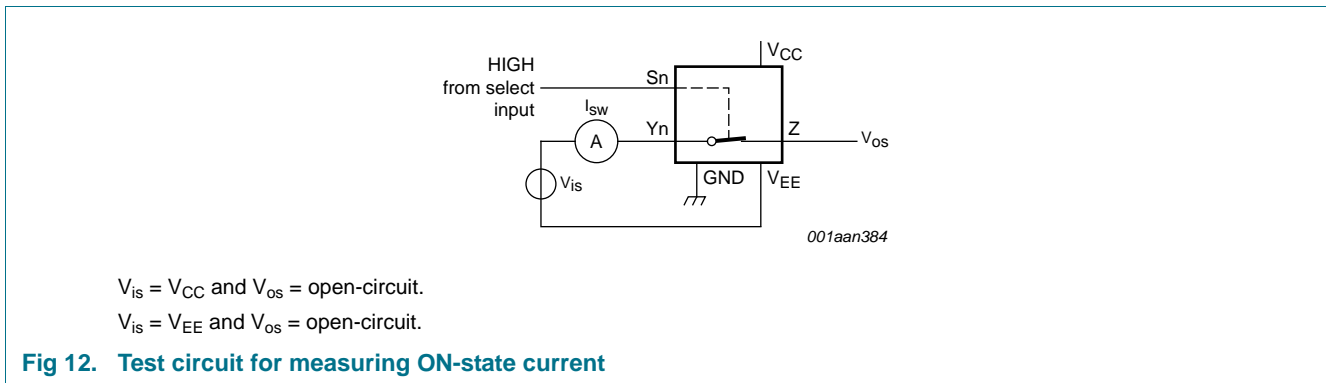 HIGH
from select
input
Sn
VCC
Isw
A
Yn
Z
Vos
Vis
GND
VEE
001aan384
Vis = VCC and Vos = open-circuit.
Vis = VEE and Vos = open-circuit.
Fig 12. Test circuit for measuring ON-state current